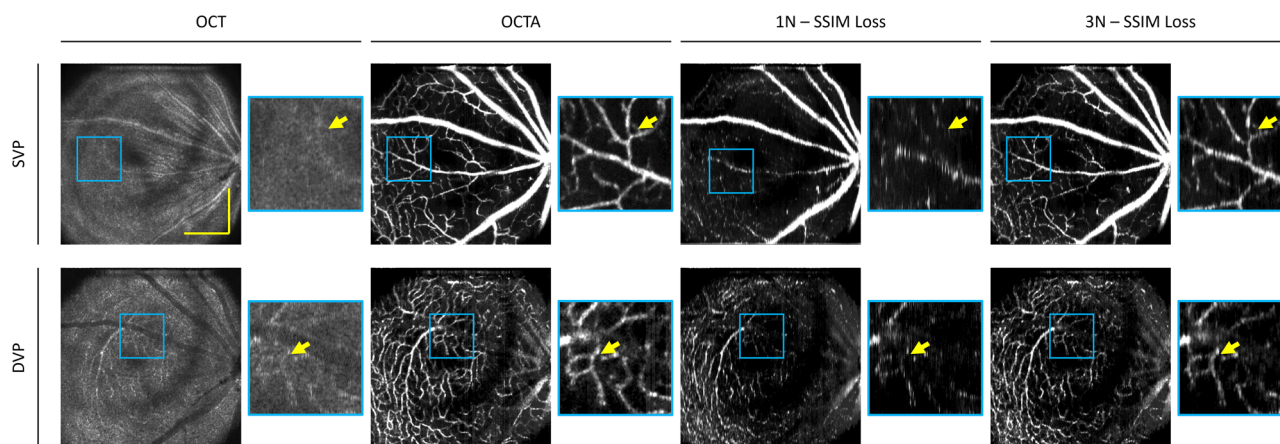 OCT
OCTA
1N – SSIM Loss
3N – SSIM Loss
SVP
DVP